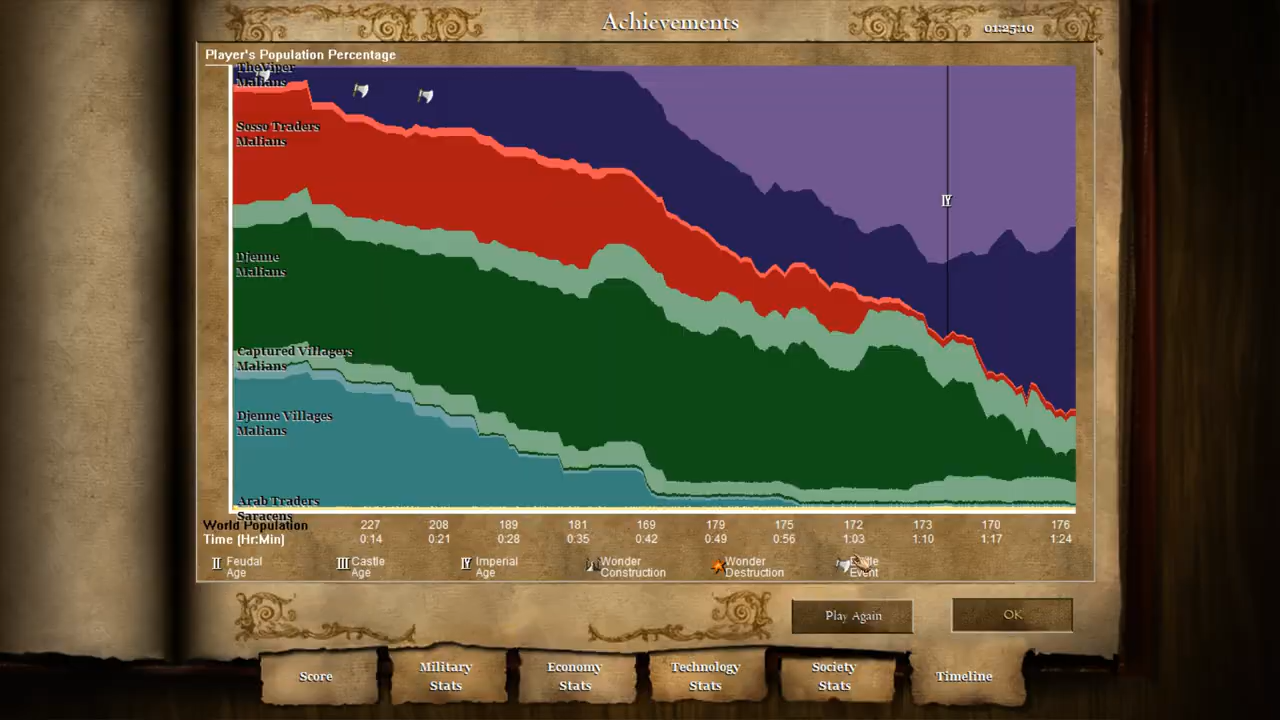 Achievements
01:25:10
Player's Population Percentage
TheViper
Malians
Sosso Traders
Malians
IV
Djenne
Malians
Captured Villagers
Malians
Djenne Villages
Malians
Arab Traders
Saracens
World Population 227 208 189 181 169 179 175 172 173 170 176
Time (Hr:Min) 0:14 0:21 0:28 0:35 0:42 0:49 0:56 1:03 1:10 1:17 1:24
II Feudal Age
III Castle Age
IV Imperial Age
Wonder Construction
Wonder Destruction
Event
Play Again
OK
Score
Military Stats
Economy Stats
Technology Stats
Society Stats
Timeline